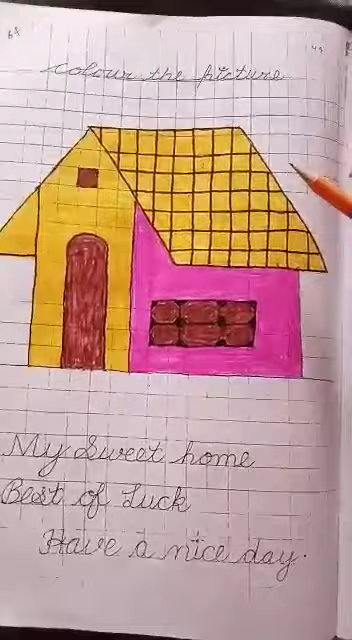 colour the picture
My Sweet home
Best of Luck
Have a nice day.